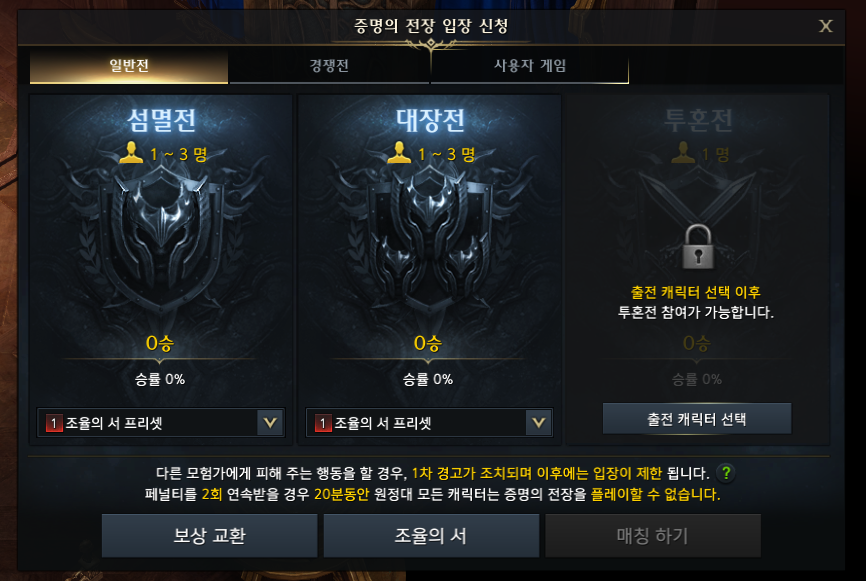 증명의 전장 입장 신청
X
일반전
경쟁전
사용자 게임
섬멸전
1 ~ 3 명
0승
승률 0%
1 조율의 서 프리셋
대장전
1 ~ 3 명
0승
승률 0%
1 조율의 서 프리셋
투혼전
1 명
출전 캐릭터 선택 이후
투혼전 참여가 가능합니다.
0승
승률 0%
출전 캐릭터 선택
다른 모험가에게 피해 주는 행동을 할 경우, 1차 경고가 조치되며 이후에는 입장이 제한 됩니다. ?
페널티를 2회 연속받을 경우 20분동안 원정대 모든 캐릭터는 증명의 전장을 플레이할 수 없습니다.
보상 교환
조율의 서
매칭 하기